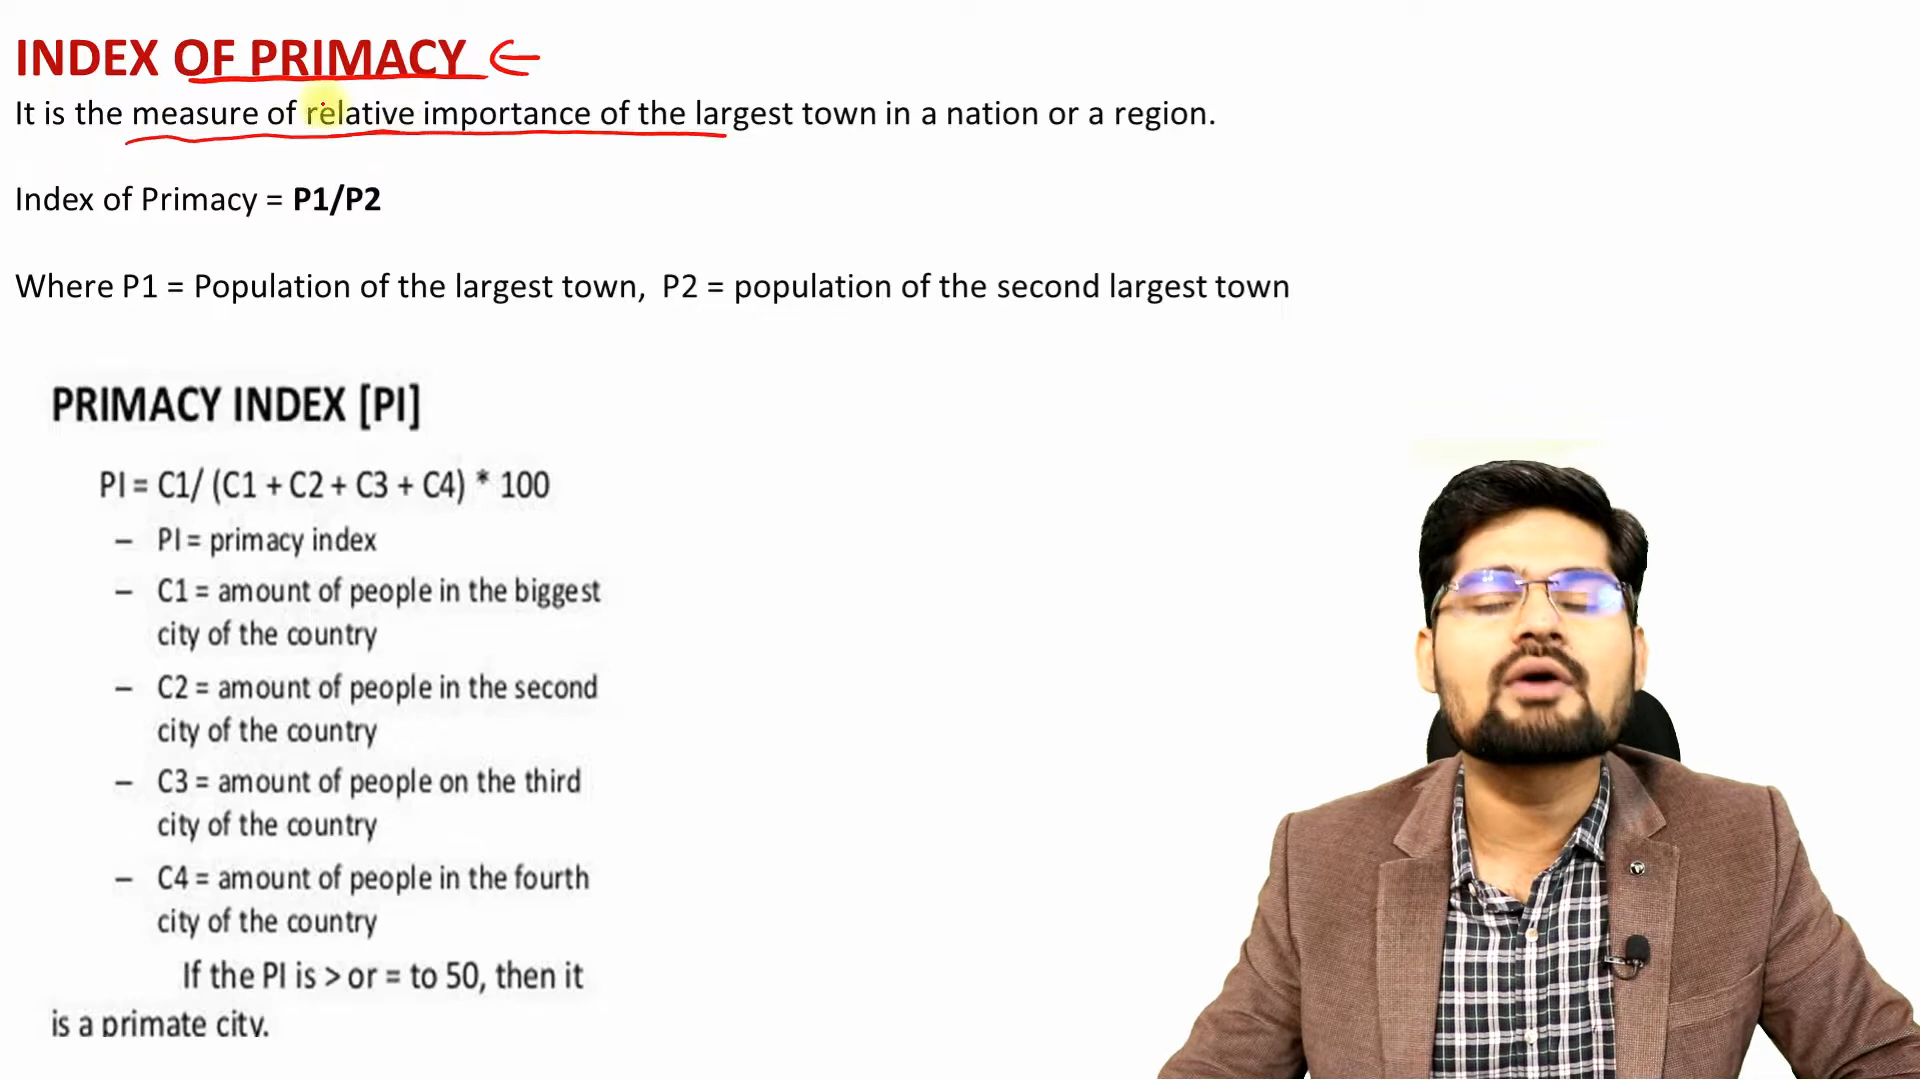 INDEX OF PRIMACY
It is the measure of relative importance of the largest town in a nation or a region.
Index of Primacy = P1/P2
Where P1 = Population of the largest town, P2 = population of the second largest town
PRIMACY INDEX [PI]
PI = C1/ (C1 + C2 + C3 + C4) * 100
– PI = primacy index
– C1 = amount of people in the biggest
city of the country
– C2 = amount of people in the second
city of the country
– C3 = amount of people on the third
city of the country
– C4 = amount of people in the fourth
city of the country
If the PI is > or = to 50, then it
is a primate city.